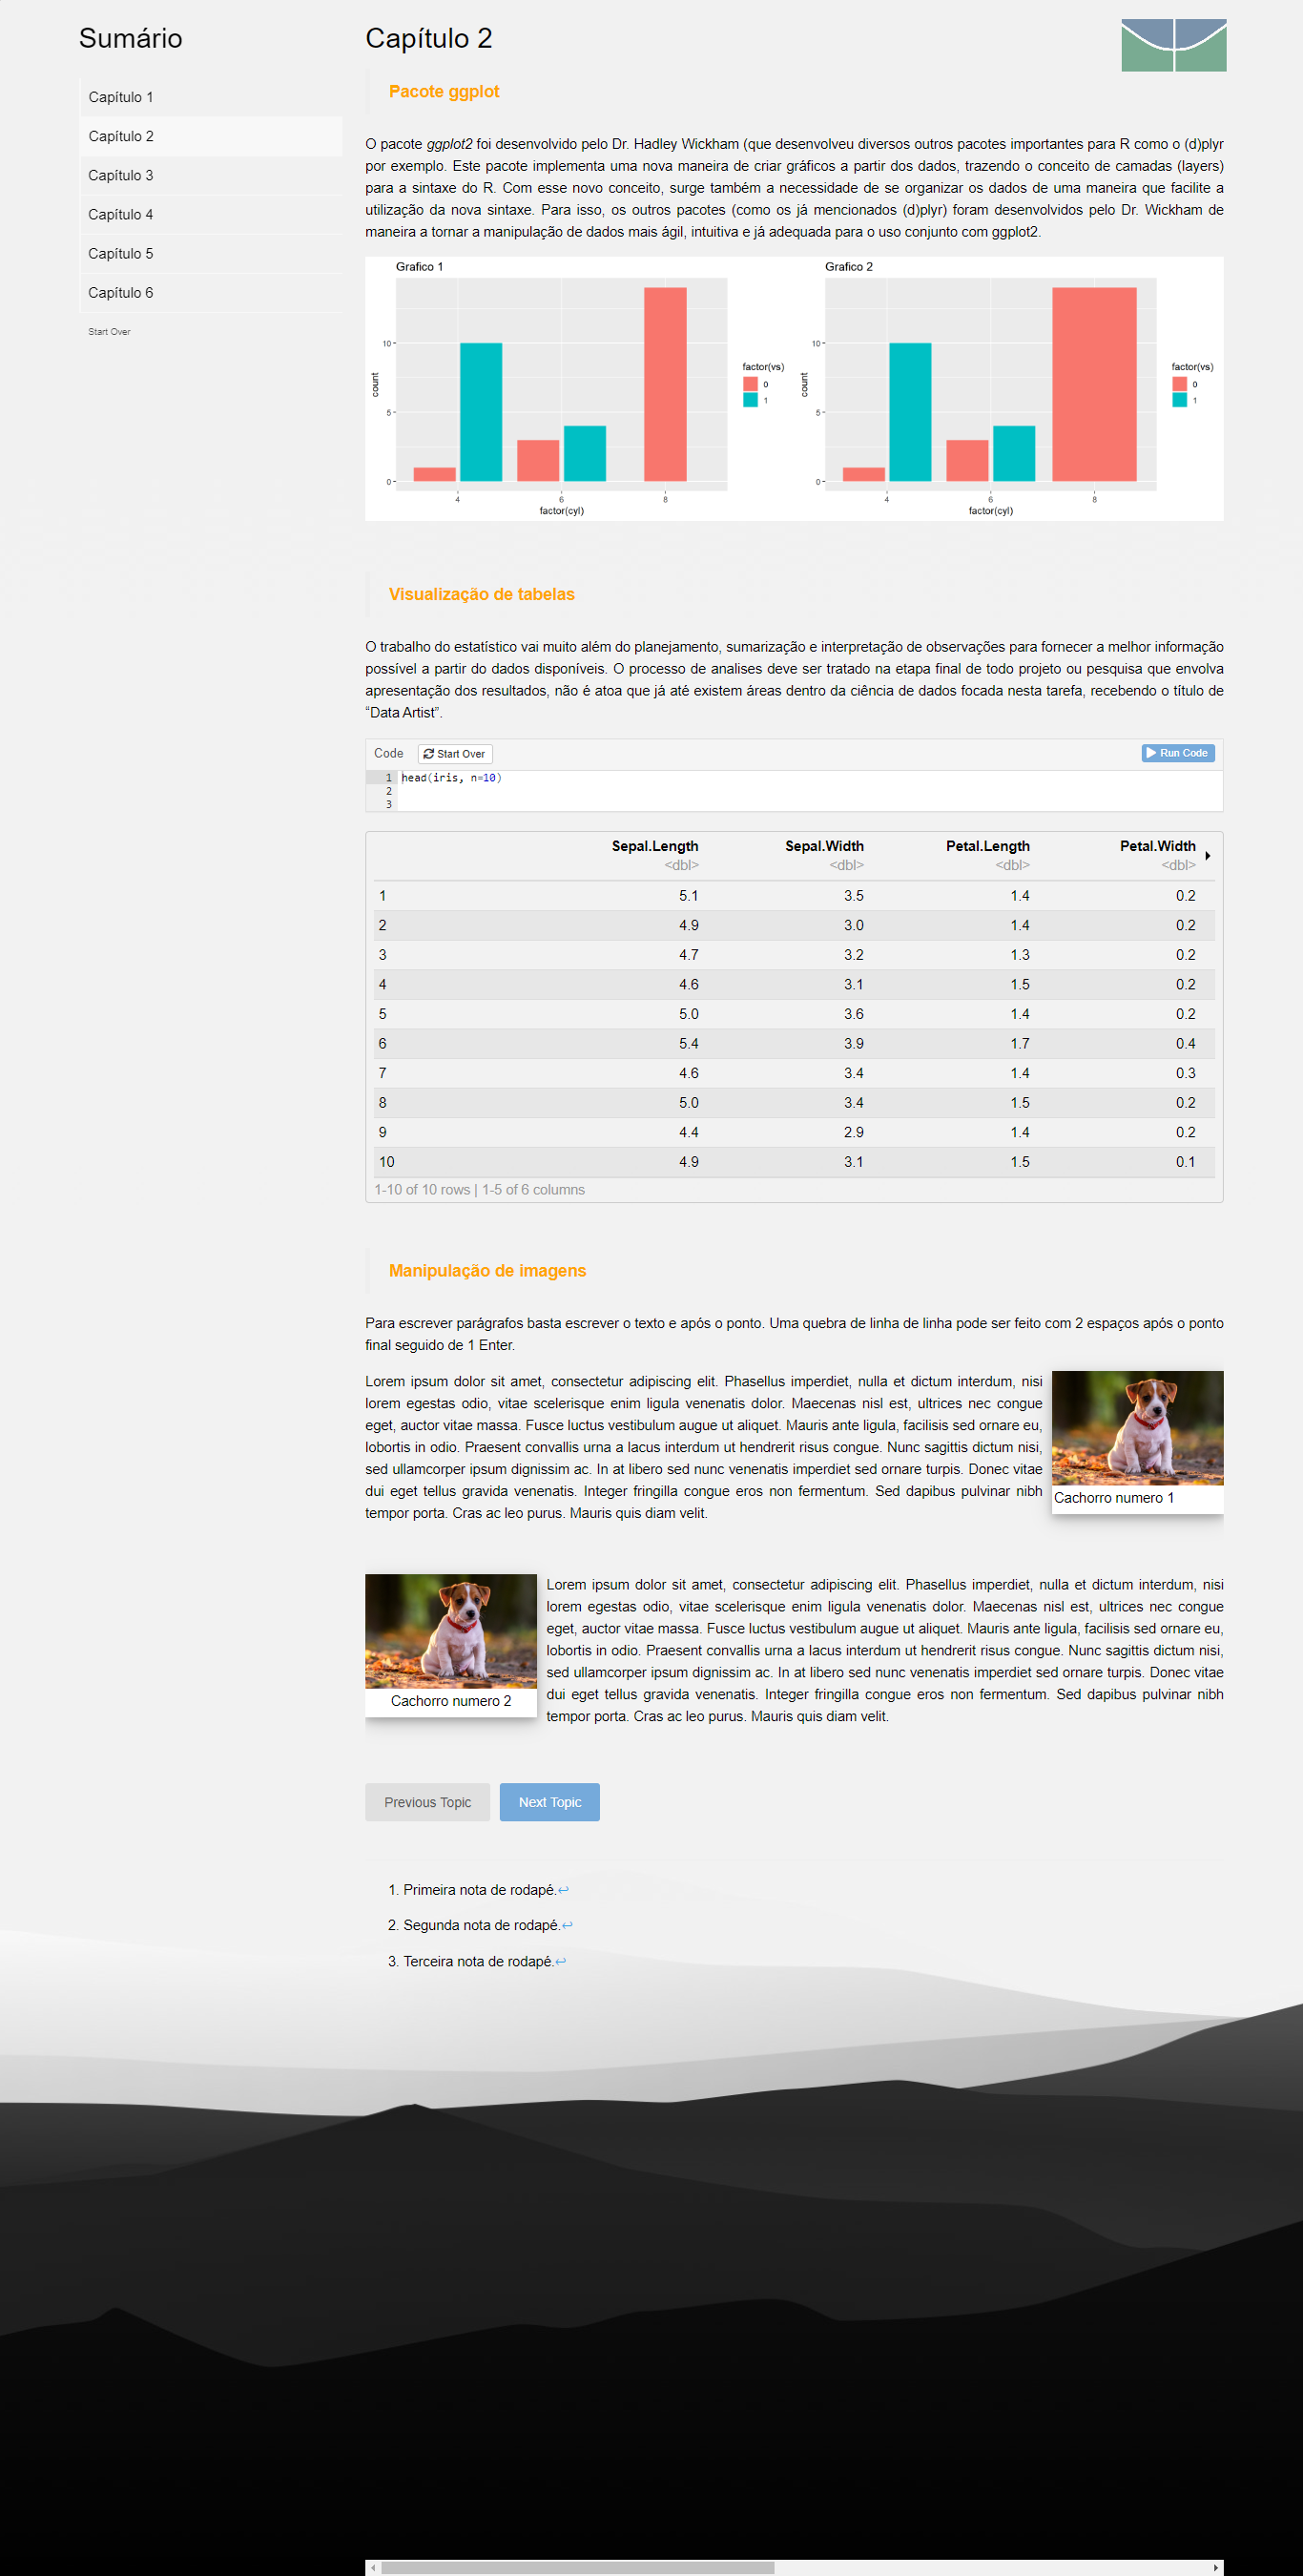 Sumário
Capítulo 1
Capítulo 2
Capítulo 3
Capítulo 4
Capítulo 5
Capítulo 6
Start Over
Capítulo 2
Pacote ggplot
O pacote ggplot2 foi desenvolvido pelo Dr. Hadley Wickham (que desenvolveu diversos outros pacotes importantes para R como o (d)plyr
por exemplo. Este pacote implementa uma nova maneira de criar gráficos a partir dos dados, trazendo o conceito de camadas (layers)
para a sintaxe do R. Com esse novo conceito, surge também a necessidade de se organizar os dados de uma maneira que facilite a
utilização da nova sintaxe. Para isso, os outros pacotes (como os já mencionados (d)plyr) foram desenvolvidos pelo Dr. Wickham de
maneira a tornar a manipulação de dados mais ágil, intuitiva e já adequada para o uso conjunto com ggplot2.
Grafico 1
count
10
5
0
4 6 8
factor(cyl)
factor(vs)
0
1
Grafico 2
count
10
5
0
4 6 8
factor(cyl)
factor(vs)
0
1
Visualização de tabelas
O trabalho do estatístico vai muito além do planejamento, sumarização e interpretação de observações para fornecer a melhor informação
possível a partir do dados disponíveis. O processo de analises deve ser tratado na etapa final de todo projeto ou pesquisa que envolva
apresentação dos resultados, não é atoa que já até existem áreas dentro da ciência de dados focada nesta tarefa, recebendo o título de
“Data Artist”.
Code Start Over Run Code
1 head(iris, n=10)
2
3
Sepal.Length Sepal.Width Petal.Length Petal.Width
<dbl> <dbl> <dbl> <dbl>
1 5.1 3.5 1.4 0.2
2 4.9 3.0 1.4 0.2
3 4.7 3.2 1.3 0.2
4 4.6 3.1 1.5 0.2
5 5.0 3.6 1.4 0.2
6 5.4 3.9 1.7 0.4
7 4.6 3.4 1.4 0.3
8 5.0 3.4 1.5 0.2
9 4.4 2.9 1.4 0.2
10 4.9 3.1 1.5 0.1
1-10 of 10 rows | 1-5 of 6 columns
Manipulação de imagens
Para escrever parágrafos basta escrever o texto e após o ponto. Uma quebra de linha de linha pode ser feito com 2 espaços após o ponto
final seguido de 1 Enter.
Lorem ipsum dolor sit amet, consectetur adipiscing elit. Phasellus imperdiet, nulla et dictum interdum, nisi
lorem egestas odio, vitae scelerisque enim ligula venenatis dolor. Maecenas nisl est, ultrices nec congue
eget, auctor vitae massa. Fusce luctus vestibulum augue ut aliquet. Mauris ante ligula, facilisis sed ornare eu,
lobortis in odio. Praesent convallis urna a lacus interdum ut hendrerit risus congue. Nunc sagittis dictum nisi,
sed ullamcorper ipsum dignissim ac. In at libero sed nunc venenatis imperdiet sed ornare turpis. Donec vitae
dui eget tellus gravida venenatis. Integer fringilla congue eros non fermentum. Sed dapibus pulvinar nibh
tempor porta. Cras ac leo purus. Mauris quis diam velit.
Cachorro numero 1
Cachorro numero 2
Lorem ipsum dolor sit amet, consectetur adipiscing elit. Phasellus imperdiet, nulla et dictum interdum, nisi
lorem egestas odio, vitae scelerisque enim ligula venenatis dolor. Maecenas nisl est, ultrices nec congue
eget, auctor vitae massa. Fusce luctus vestibulum augue ut aliquet. Mauris ante ligula, facilisis sed ornare eu,
lobortis in odio. Praesent convallis urna a lacus interdum ut hendrerit risus congue. Nunc sagittis dictum nisi,
sed ullamcorper ipsum dignissim ac. In at libero sed nunc venenatis imperdiet sed ornare turpis. Donec vitae
dui eget tellus gravida venenatis. Integer fringilla congue eros non fermentum. Sed dapibus pulvinar nibh
tempor porta. Cras ac leo purus. Mauris quis diam velit.
Previous Topic Next Topic
1. Primeira nota de rodapé.↩
2. Segunda nota de rodapé.↩
3. Terceira nota de rodapé.↩